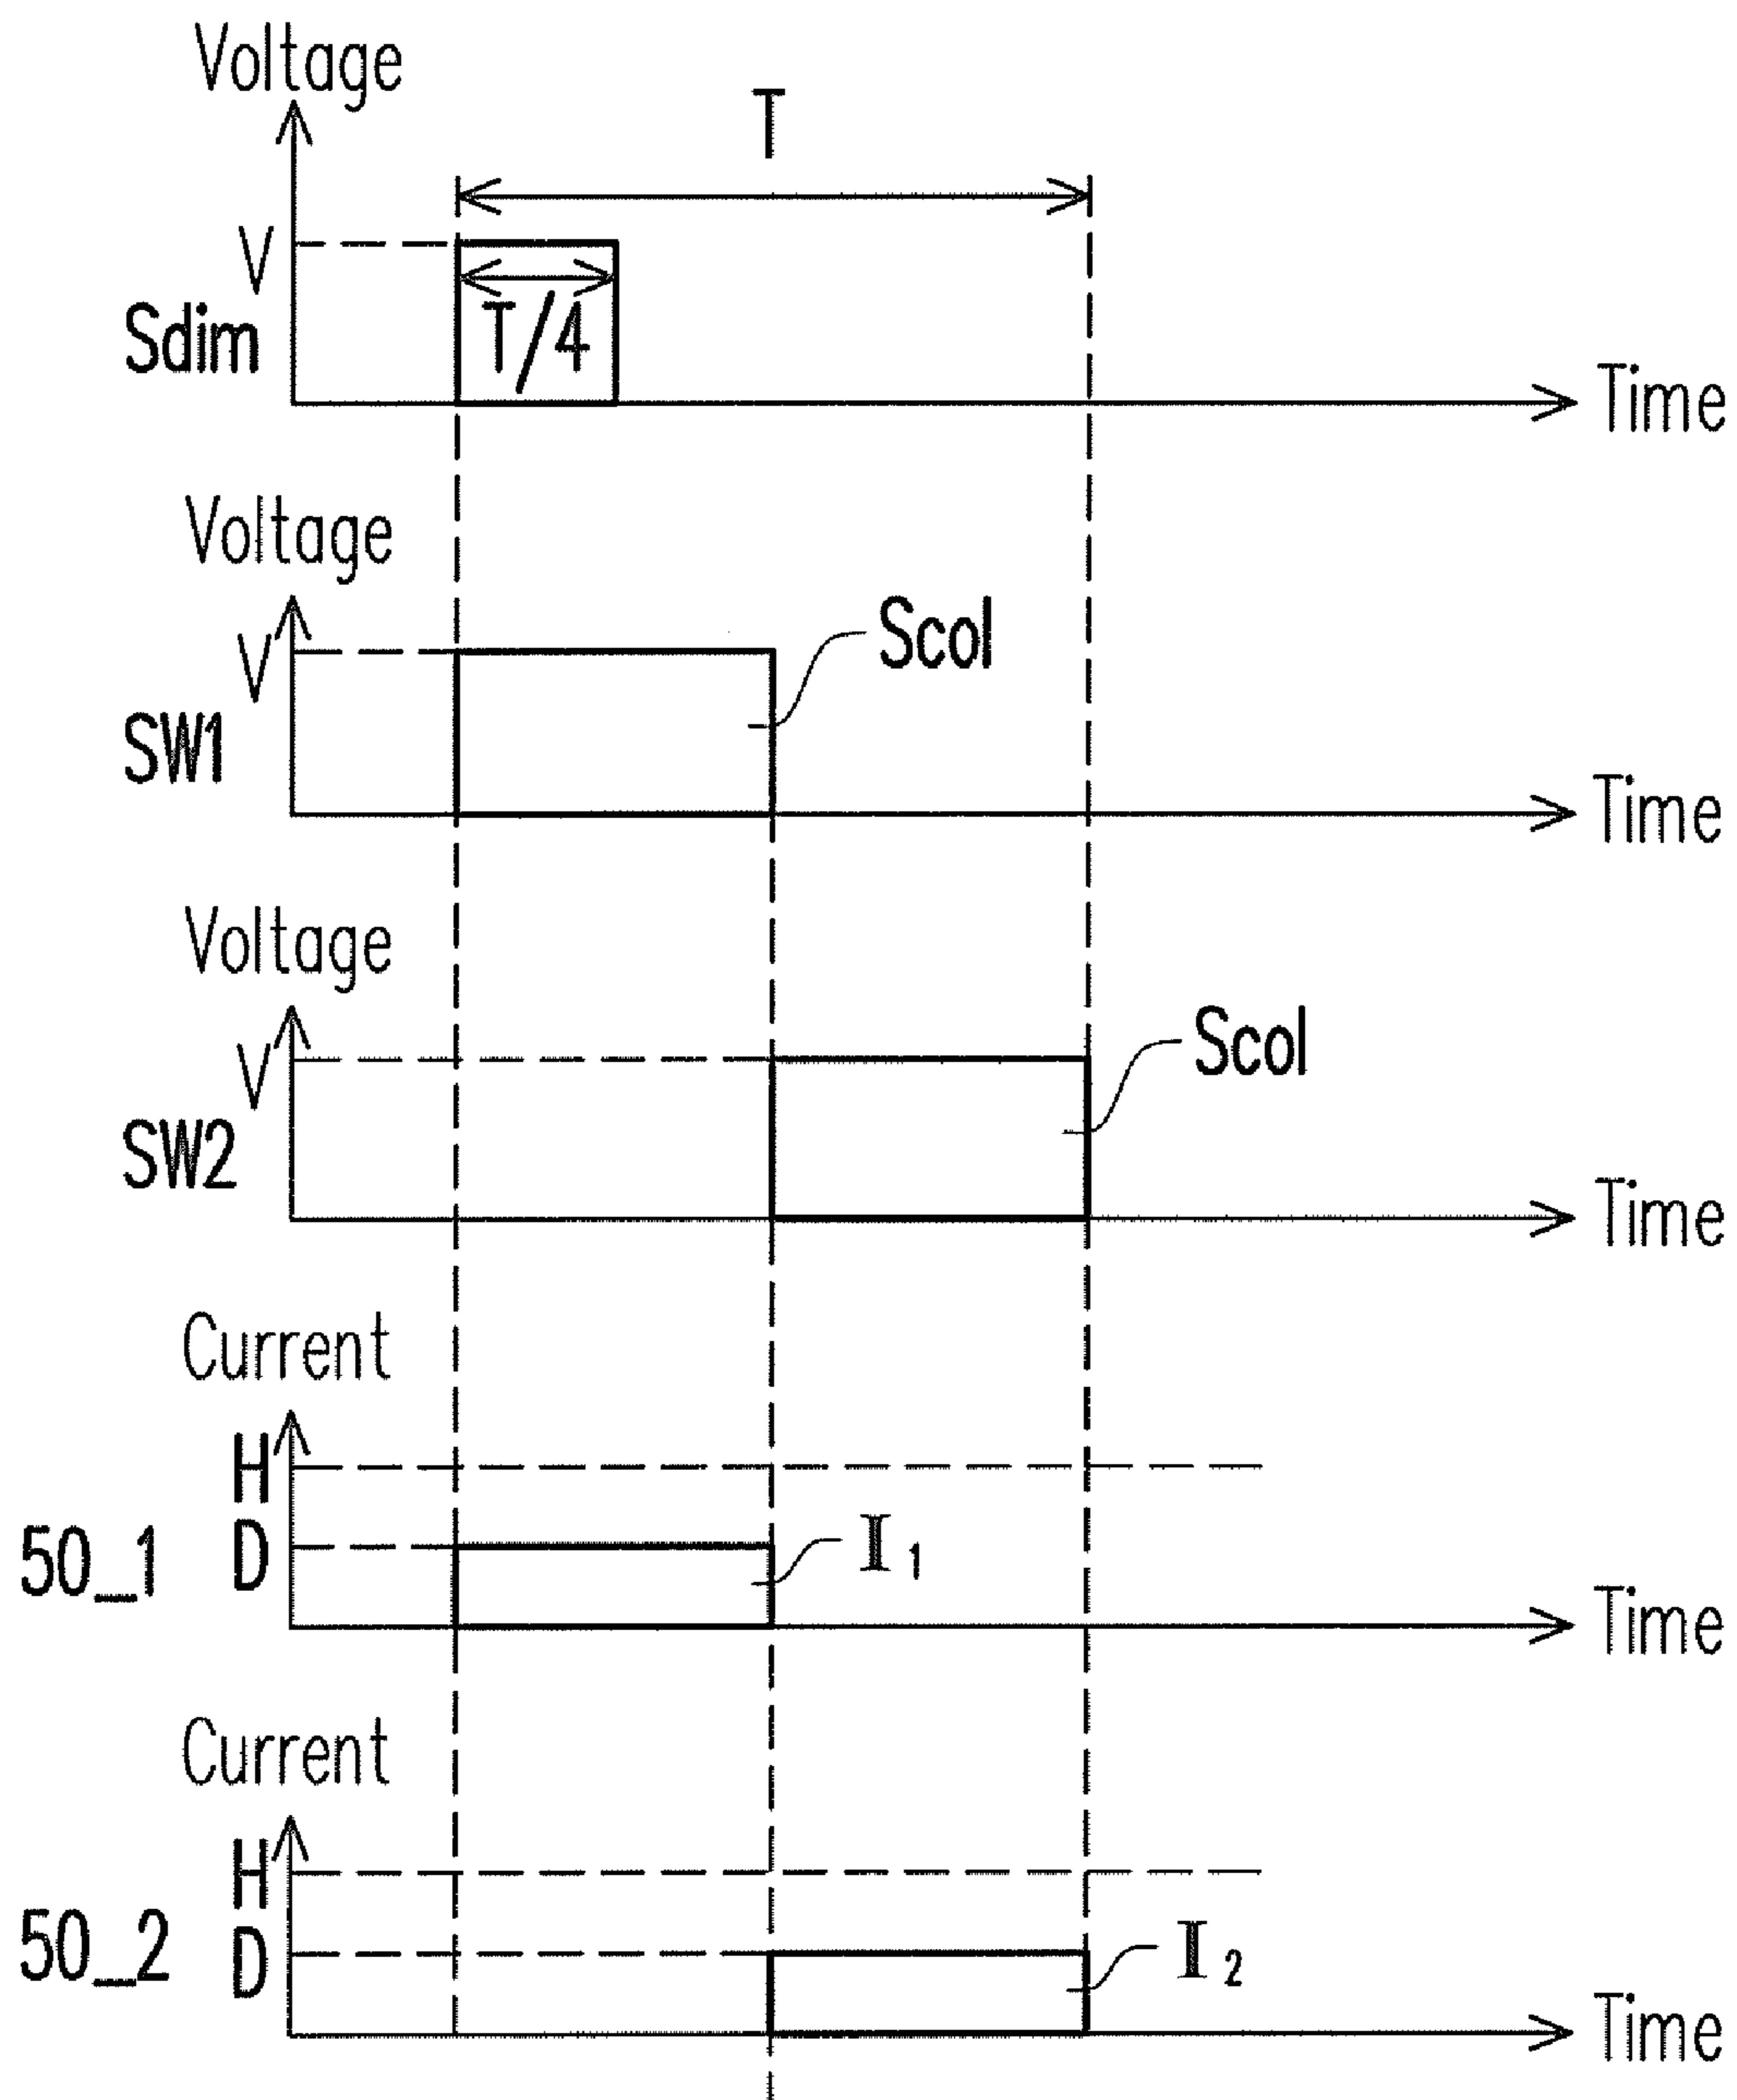 Voltage
T
V
Sdim
T/4
Time
Voltage
V
Scol
SW1
Time
Voltage
V
Scol
SW2
Time
Current
H
50_1
D
I1
Time
Current
H
50_2
D
I2
Time